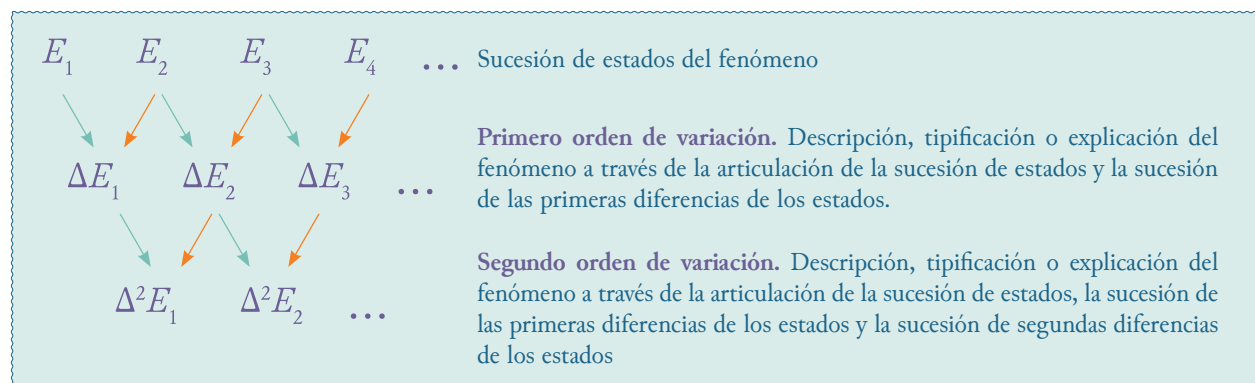 E₁ E₂ E₃ E₄ ... Sucesión de estados del fenómeno
Primero orden de variación. Descripción, tipificación o explicación del
fenómeno a través de la articulación de la sucesión de estados y la sucesión
de las primeras diferencias de los estados.
ΔE₁ ΔE₂ ΔE₃ ...
Segundo orden de variación. Descripción, tipificación o explicación del
fenómeno a través de la articulación de la sucesión de estados, la sucesión de
las primeras diferencias de los estados y la sucesión de segundas diferencias
de los estados
Δ²E₁ Δ²E₂ ...